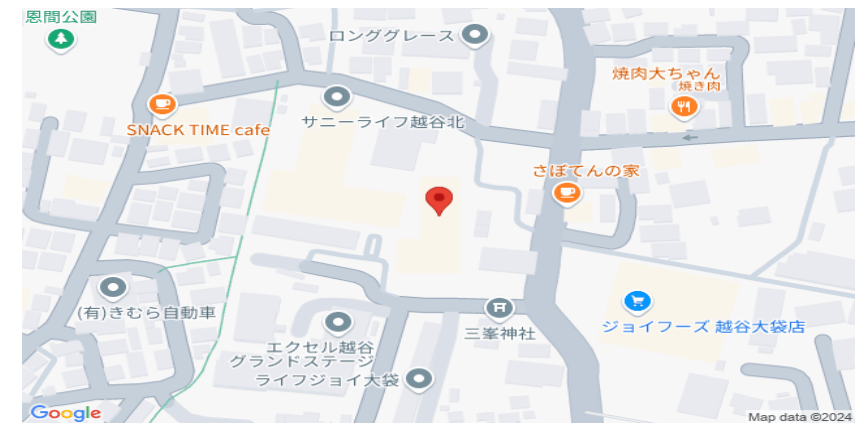 恩間公園
ロンググレース
焼肉大ちゃん
焼き肉
SNACK TIME cafe
サニーライフ越谷北
さぼてんの家
(有)きむら自動車
三峯神社
ジョイフーズ 越谷大袋店
エクセル越谷
グランドステージ
ライフジョイ大袋
Google
Map data ©2024